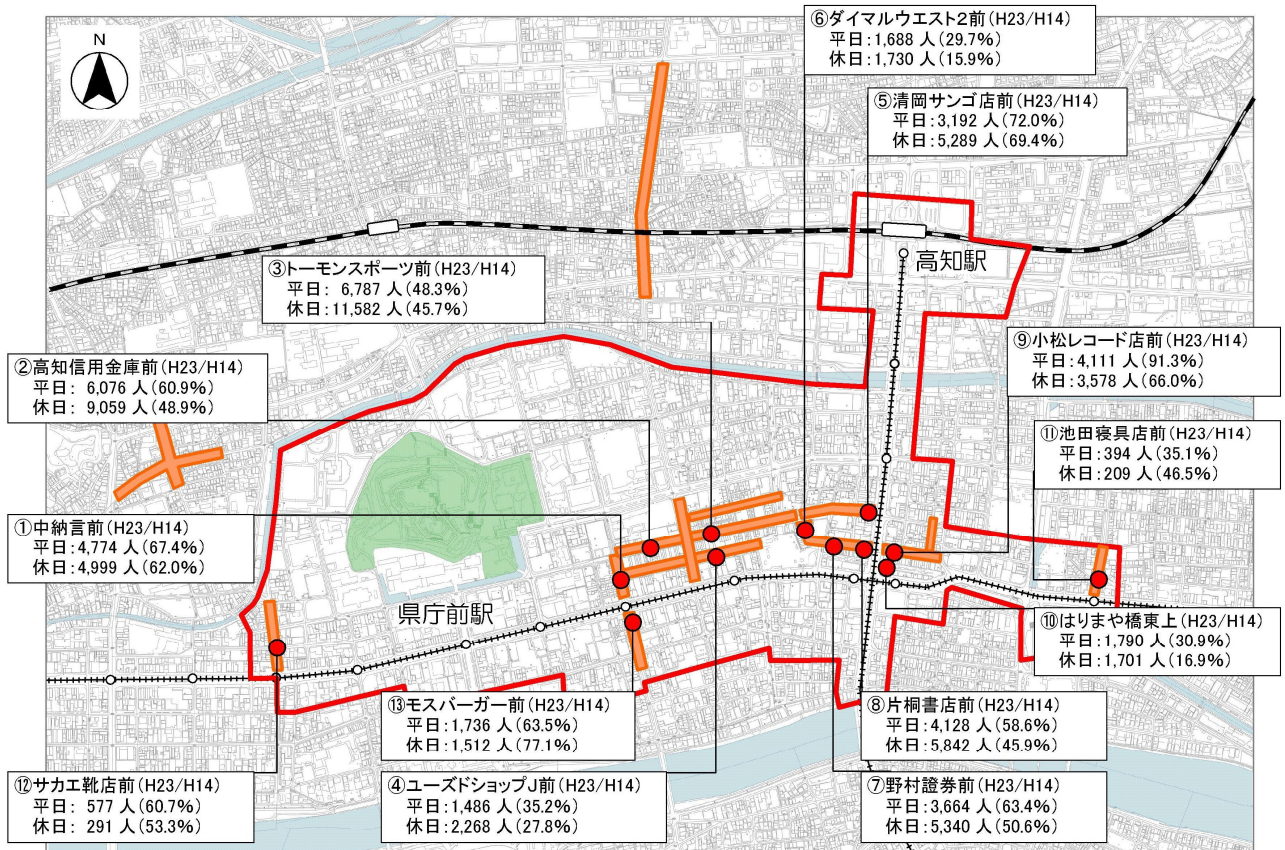 ⑥ダイマルウエスト2前(H23/H14)
平日:1,688 人(29.7%)
休日:1,730 人(15.9%)
N
⑤清岡サンゴ店前(H23/H14)
平日:3,192 人(72.0%)
休日:5,289 人(69.4%)
高知駅
③トーモンスポーツ前(H23/H14)
平日: 6,787 人(48.3%)
休日:11,582 人(45.7%)
⑨小松レコード店前(H23/H14)
平日:4,111 人(91.3%)
休日:3,578 人(66.0%)
②高知信用金庫前(H23/H14)
平日: 6,076 人(60.9%)
休日: 9,059 人(48.9%)
⑪池田寝具店前(H23/H14)
平日:394 人(35.1%)
休日:209 人(46.5%)
①中納言前(H23/H14)
平日:4,774 人(67.4%)
休日:4,999 人(62.0%)
県庁前駅
⑩はりまや橋東上(H23/H14)
平日:1,790 人(30.9%)
休日:1,701 人(16.9%)
⑬モスバーガー前(H23/H14)
平日:1,736 人(63.5%)
休日:1,512 人(77.1%)
⑧片桐書店前(H23/H14)
平日:4,128 人(58.6%)
休日:5,842 人(45.9%)
⑫サカエ靴店前(H23/H14)
平日: 577 人(60.7%)
休日: 291 人(53.3%)
④ユーズドショップJ前(H23/H14)
平日:1,486 人(35.2%)
休日:2,268 人(27.8%)
⑦野村證券前(H23/H14)
平日:3,664 人(63.4%)
休日:5,340 人(50.6%)